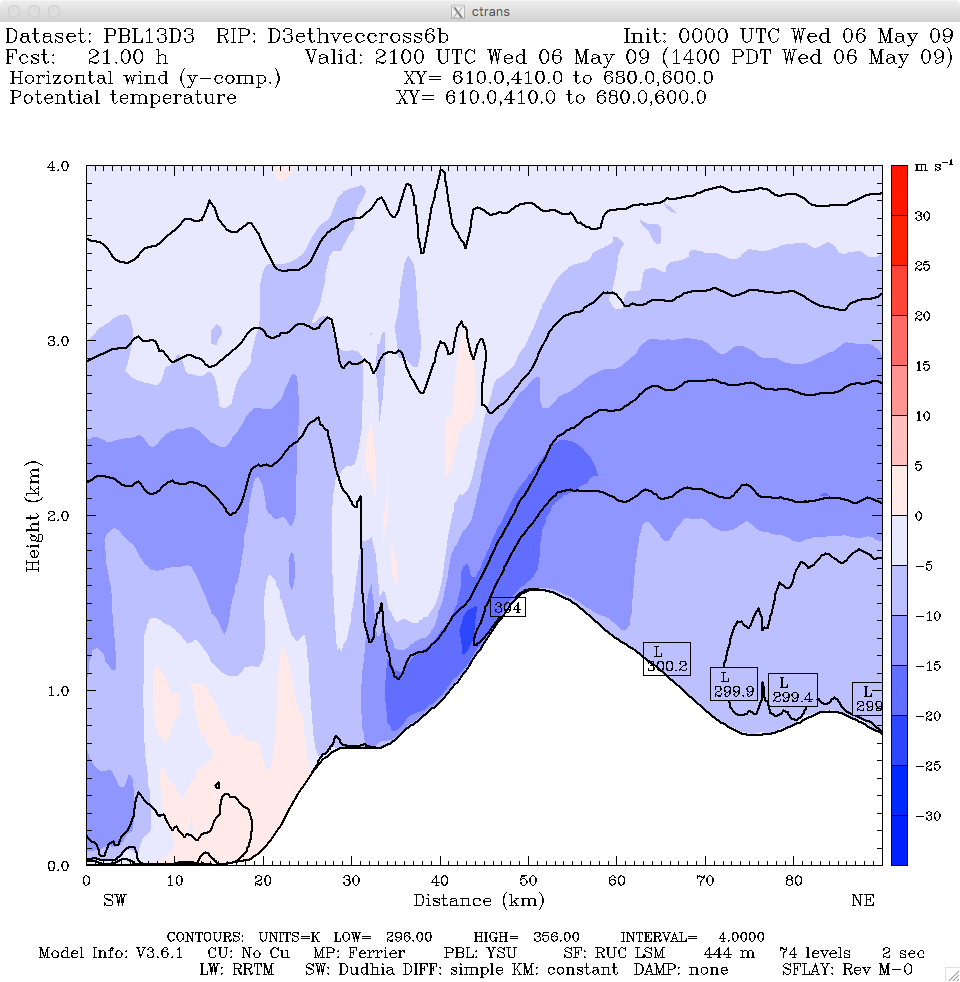 ctrans
Dataset: PBL13D3 RIP: D3ethveccross6b Init: 0000 UTC Wed 06 May 09
Fcst: 21.00 h Valid: 2100 UTC Wed 06 May 09 (1400 PDT Wed 06 May 09)
Horizontal wind (y-comp.) XY= 610.0,410.0 to 680.0,600.0
Potential temperature XY= 610.0,410.0 to 680.0,600.0
m s⁻¹
4.0
3.0
2.0
1.0
0.0
Height (km)
30
25
20
15
10
5
0
-5
-10
-15
-20
-25
-30
304
L
300.2
L
299.9
L
299.4
L
299
0 10 20 30 40 50 60 70 80
SW Distance (km) NE
CONTOURS: UNITS=K LOW= 296.00 HIGH= 356.00 INTERVAL= 4.0000
Model Info: V3.6.1 CU: No Cu MP: Ferrier PBL: YSU SF: RUC LSM 444 m 74 levels 2 sec
LW: RRTM SW: Dudhia DIFF: simple KM: constant DAMP: none SFLAY: Rev M-O